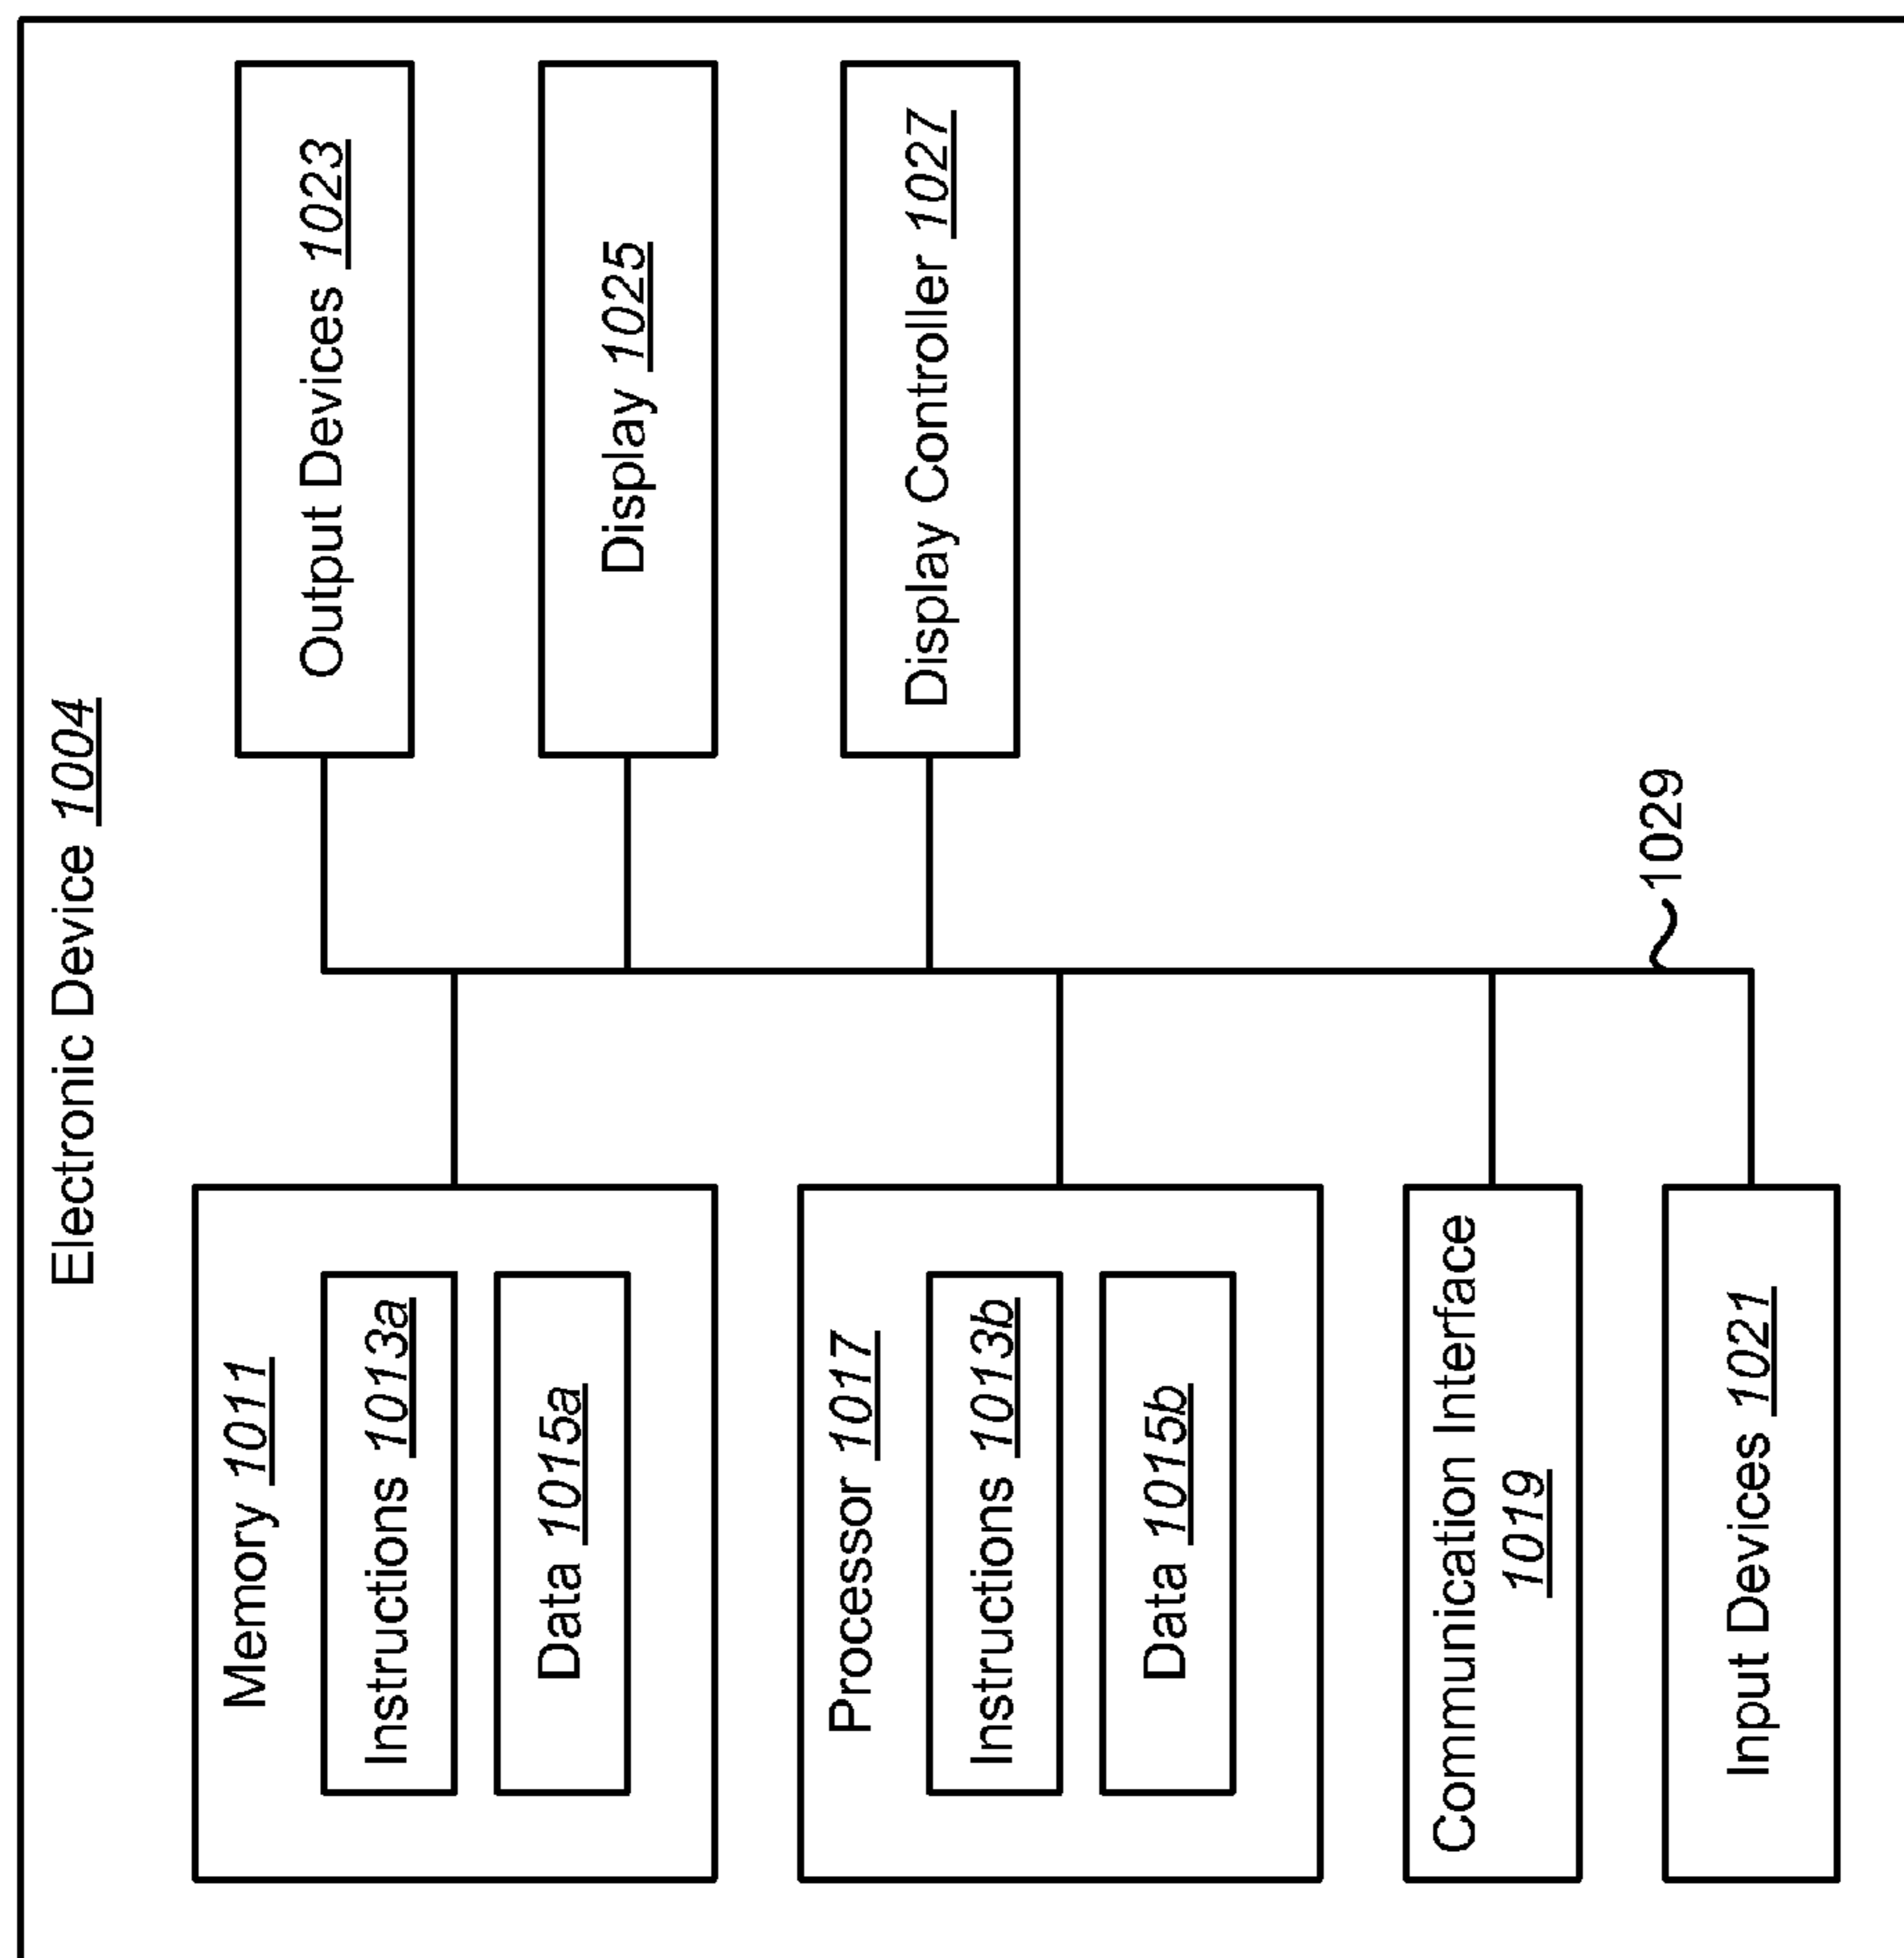 Electronic Device 1004
Memory 1011
Instructions 1013a
Data 1015a
Processor 1017
Instructions 1013b
Data 1015b
Communication Interface
1019
Input Devices 1021
Output Devices 1023
Display 1025
Display Controller 1027
1029